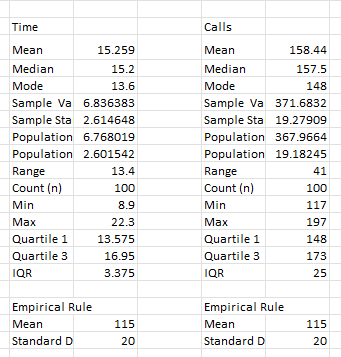 Time Calls
Mean 15.259 Mean 158.44
Median 15.2 Median 157.5
Mode 13.6 Mode 148
Sample Va 6.836383 Sample Va 371.6832
Sample Sta 2.614648 Sample Sta 19.27909
Population 6.768019 Population 367.9664
Population 2.601542 Population 19.18245
Range 13.4 Range 41
Count (n) 100 Count (n) 100
Min 8.9 Min 117
Max 22.3 Max 197
Quartile 1 13.575 Quartile 1 148
Quartile 3 16.95 Quartile 3 173
IQR 3.375 IQR 25
Empirical Rule Empirical Rule
Mean 115 Mean 115
Standard D 20 Standard D 20